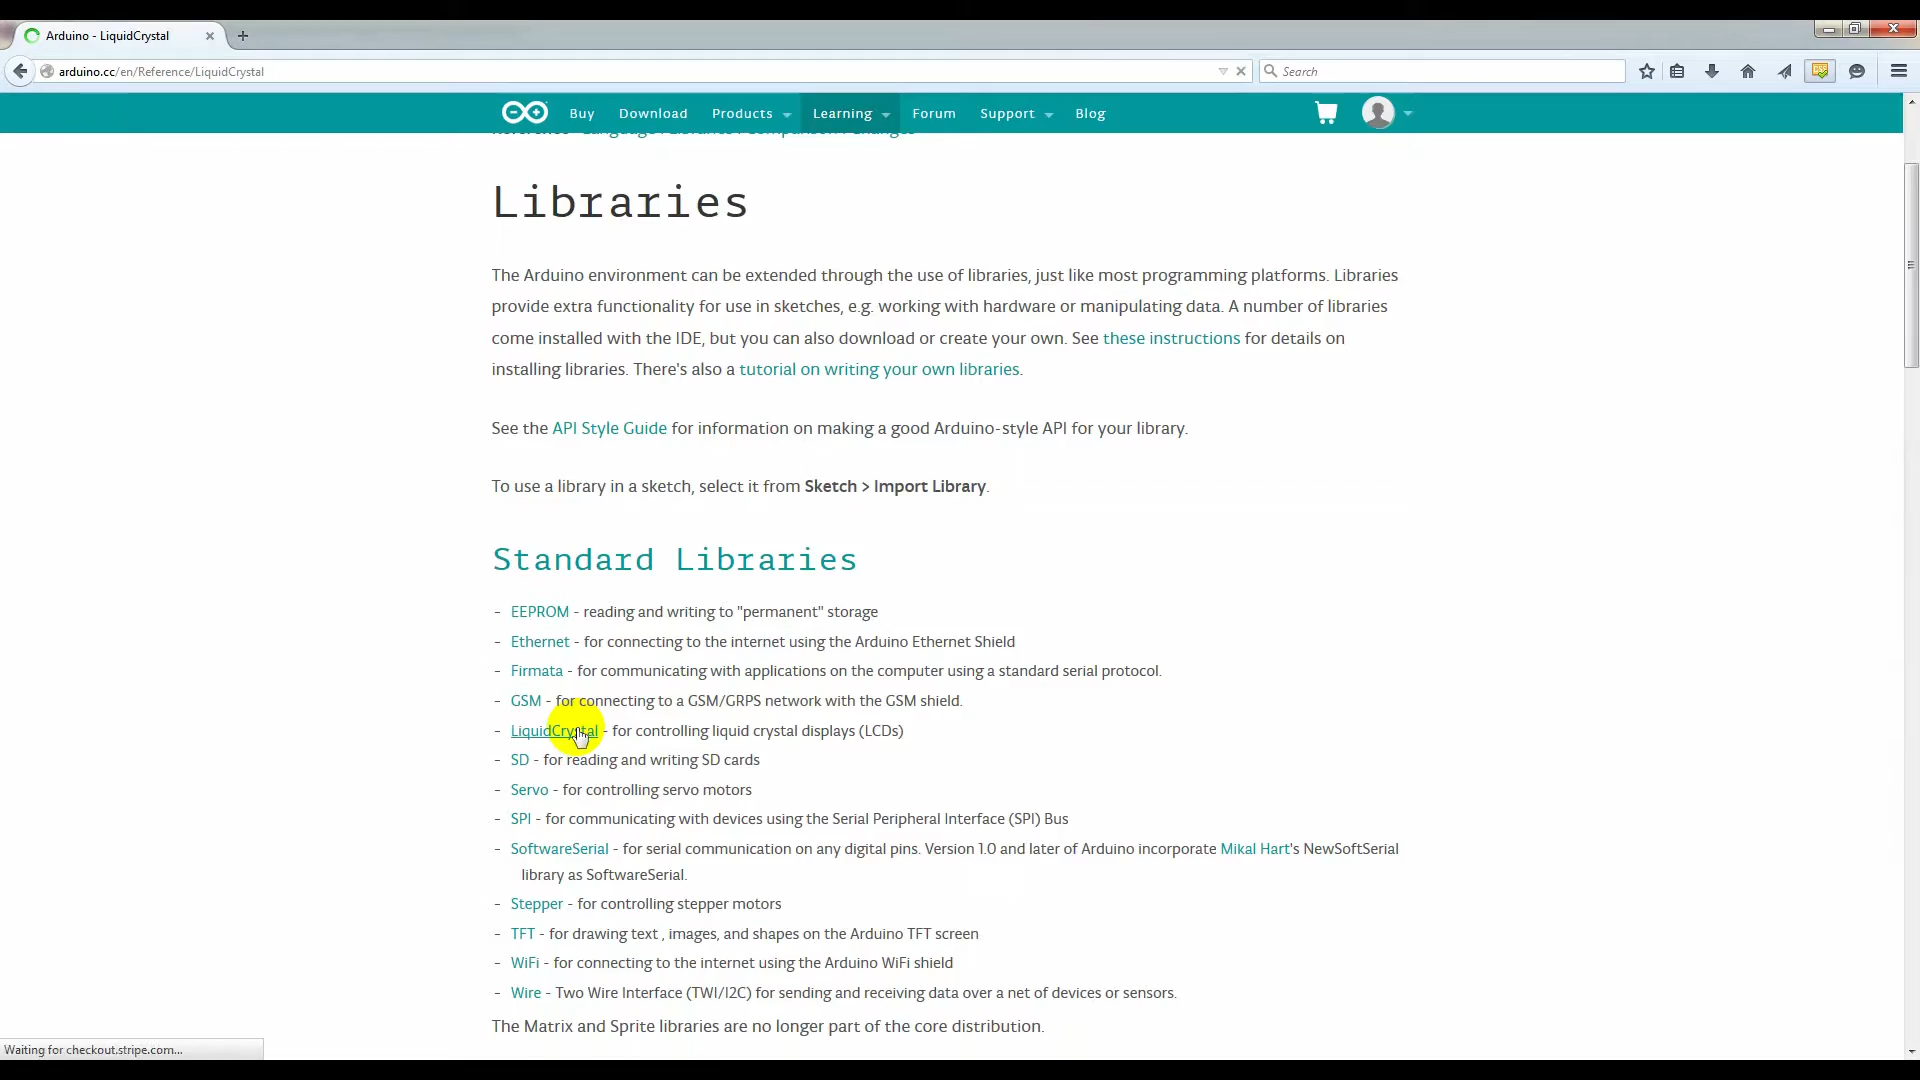 Arduino - LiquidCrystal
arduino.cc/en/Reference/LiquidCrystal
Search
Buy Download Products Learning Forum Support Blog
Libraries
The Arduino environment can be extended through the use of libraries, just like most programming platforms. Libraries
provide extra functionality for use in sketches, e.g. working with hardware or manipulating data. A number of libraries
come installed with the IDE, but you can also download or create your own. See these instructions for details on
installing libraries. There's also a tutorial on writing your own libraries.
See the API Style Guide for information on making a good Arduino-style API for your library.
To use a library in a sketch, select it from Sketch > Import Library.
Standard Libraries
- EEPROM - reading and writing to "permanent" storage
- Ethernet - for connecting to the internet using the Arduino Ethernet Shield
- Firmata - for communicating with applications on the computer using a standard serial protocol.
- GSM - for connecting to a GSM/GRPS network with the GSM shield.
- LiquidCrystal - for controlling liquid crystal displays (LCDs)
- SD - for reading and writing SD cards
- Servo - for controlling servo motors
- SPI - for communicating with devices using the Serial Peripheral Interface (SPI) Bus
- SoftwareSerial - for serial communication on any digital pins. Version 1.0 and later of Arduino incorporate Mikal Hart's NewSoftSerial
library as SoftwareSerial.
- Stepper - for controlling stepper motors
- TFT - for drawing text , images, and shapes on the Arduino TFT screen
- WiFi - for connecting to the internet using the Arduino WiFi shield
- Wire - Two Wire Interface (TWI/I2C) for sending and receiving data over a net of devices or sensors.
The Matrix and Sprite libraries are no longer part of the core distribution.
Waiting for checkout.stripe.com...